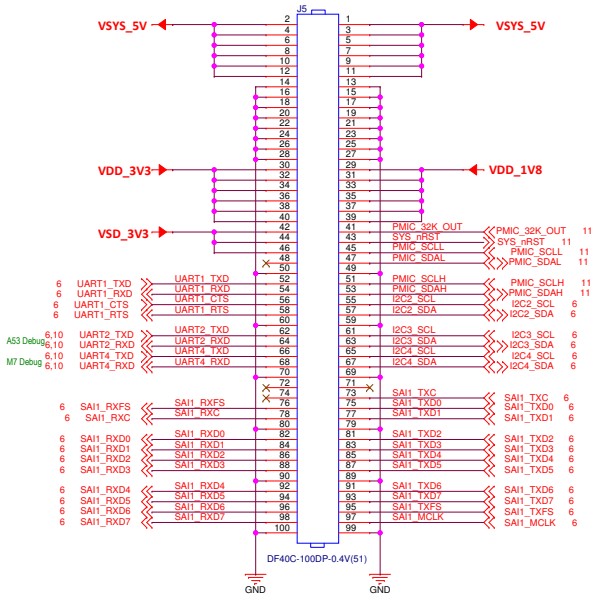 J5
VSYS_5V 2 1 VSYS_5V
4 3
6 5
8 7
10 9
12 11
14 13
16 15
18 17
20 19
22 21
24 23
26 25
28 27
VDD_3V3 30 29 VDD_1V8
32 31
34 33
36 35
38 37
40 39
VSD_3V3 42 41 PMIC_32K_OUT PMIC_32K_OUT 11
44 43 SYS_nRST SYS_nRST 11
46 45 PMIC_SCLL PMIC_SCLL 11
48 47 PMIC_SDAL PMIC_SDAL 11
50 49
6 UART1_TXD UART1_TXD 52 51 PMIC_SCLH PMIC_SCLH 11
6 UART1_RXD UART1_RXD 54 53 PMIC_SDAH PMIC_SDAH 11
6 UART1_CTS UART1_CTS 56 55 I2C2_SCL I2C2_SCL 6
6 UART1_RTS UART1_RTS 58 57 I2C2_SDA I2C2_SDA 6
60 59
6,10 UART2_TXD UART2_TXD 62 61 I2C3_SCL I2C3_SCL 6
A53 Debug 6,10 UART2_RXD UART2_RXD 64 63 I2C3_SDA I2C3_SDA 6
6,10 UART4_TXD UART4_TXD 66 65 I2C4_SCL I2C4_SCL 6
M7 Debug 6,10 UART4_RXD UART4_RXD 68 67 I2C4_SDA I2C4_SDA 6
70 69
72 71
74 73 SAI1_TXC SAI1_TXC 6
6 SAI1_RXFS SAI1_RXFS 76 75 SAI1_TXD0 SAI1_TXD0 6
6 SAI1_RXC SAI1_RXC 78 77 SAI1_TXD1 SAI1_TXD1 6
80 79
6 SAI1_RXD0 SAI1_RXD0 82 81 SAI1_TXD2 SAI1_TXD2 6
6 SAI1_RXD1 SAI1_RXD1 84 83 SAI1_TXD3 SAI1_TXD3 6
6 SAI1_RXD2 SAI1_RXD2 86 85 SAI1_TXD4 SAI1_TXD4 6
6 SAI1_RXD3 SAI1_RXD3 88 87 SAI1_TXD5 SAI1_TXD5 6
90 89
6 SAI1_RXD4 SAI1_RXD4 92 91 SAI1_TXD6 SAI1_TXD6 6
6 SAI1_RXD5 SAI1_RXD5 94 93 SAI1_TXD7 SAI1_TXD7 6
6 SAI1_RXD6 SAI1_RXD6 96 95 SAI1_TXFS SAI1_TXFS 6
6 SAI1_RXD7 SAI1_RXD7 98 97 SAI1_MCLK SAI1_MCLK 6
100 99
DF40C-100DP-0.4V(51)
GND GND